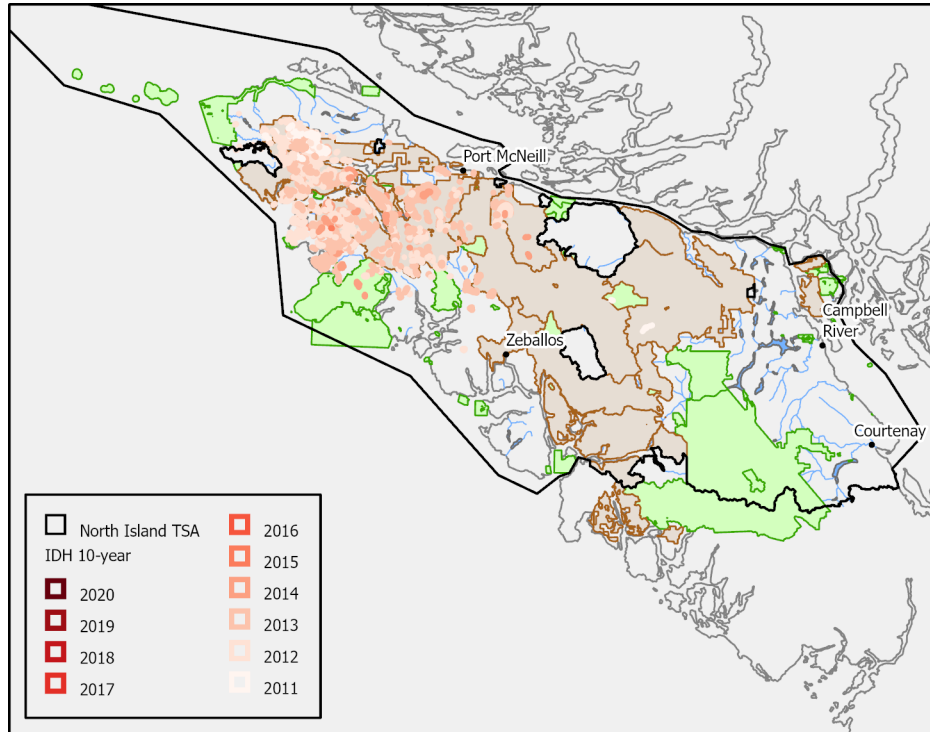 Port McNeill
Campbell
River
Zeballos
Courtenay
North Island TSA
IDH 10-year
2020
2019
2018
2017
2016
2015
2014
2013
2012
2011